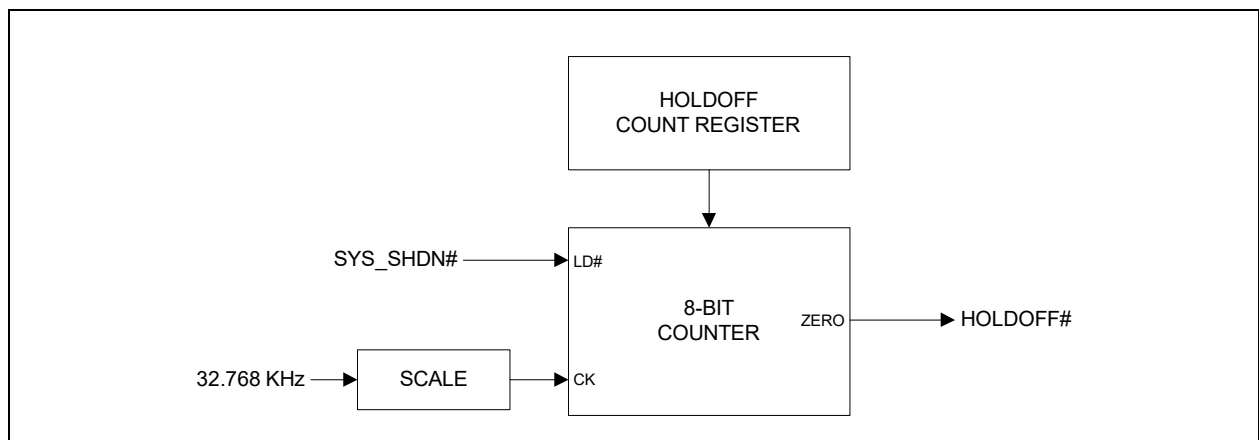 HOLDOFF
COUNT REGISTER
SYS_SHDN#
LD#
8-BIT
COUNTER
ZERO
HOLDOFF#
32.768 KHz
SCALE
CK